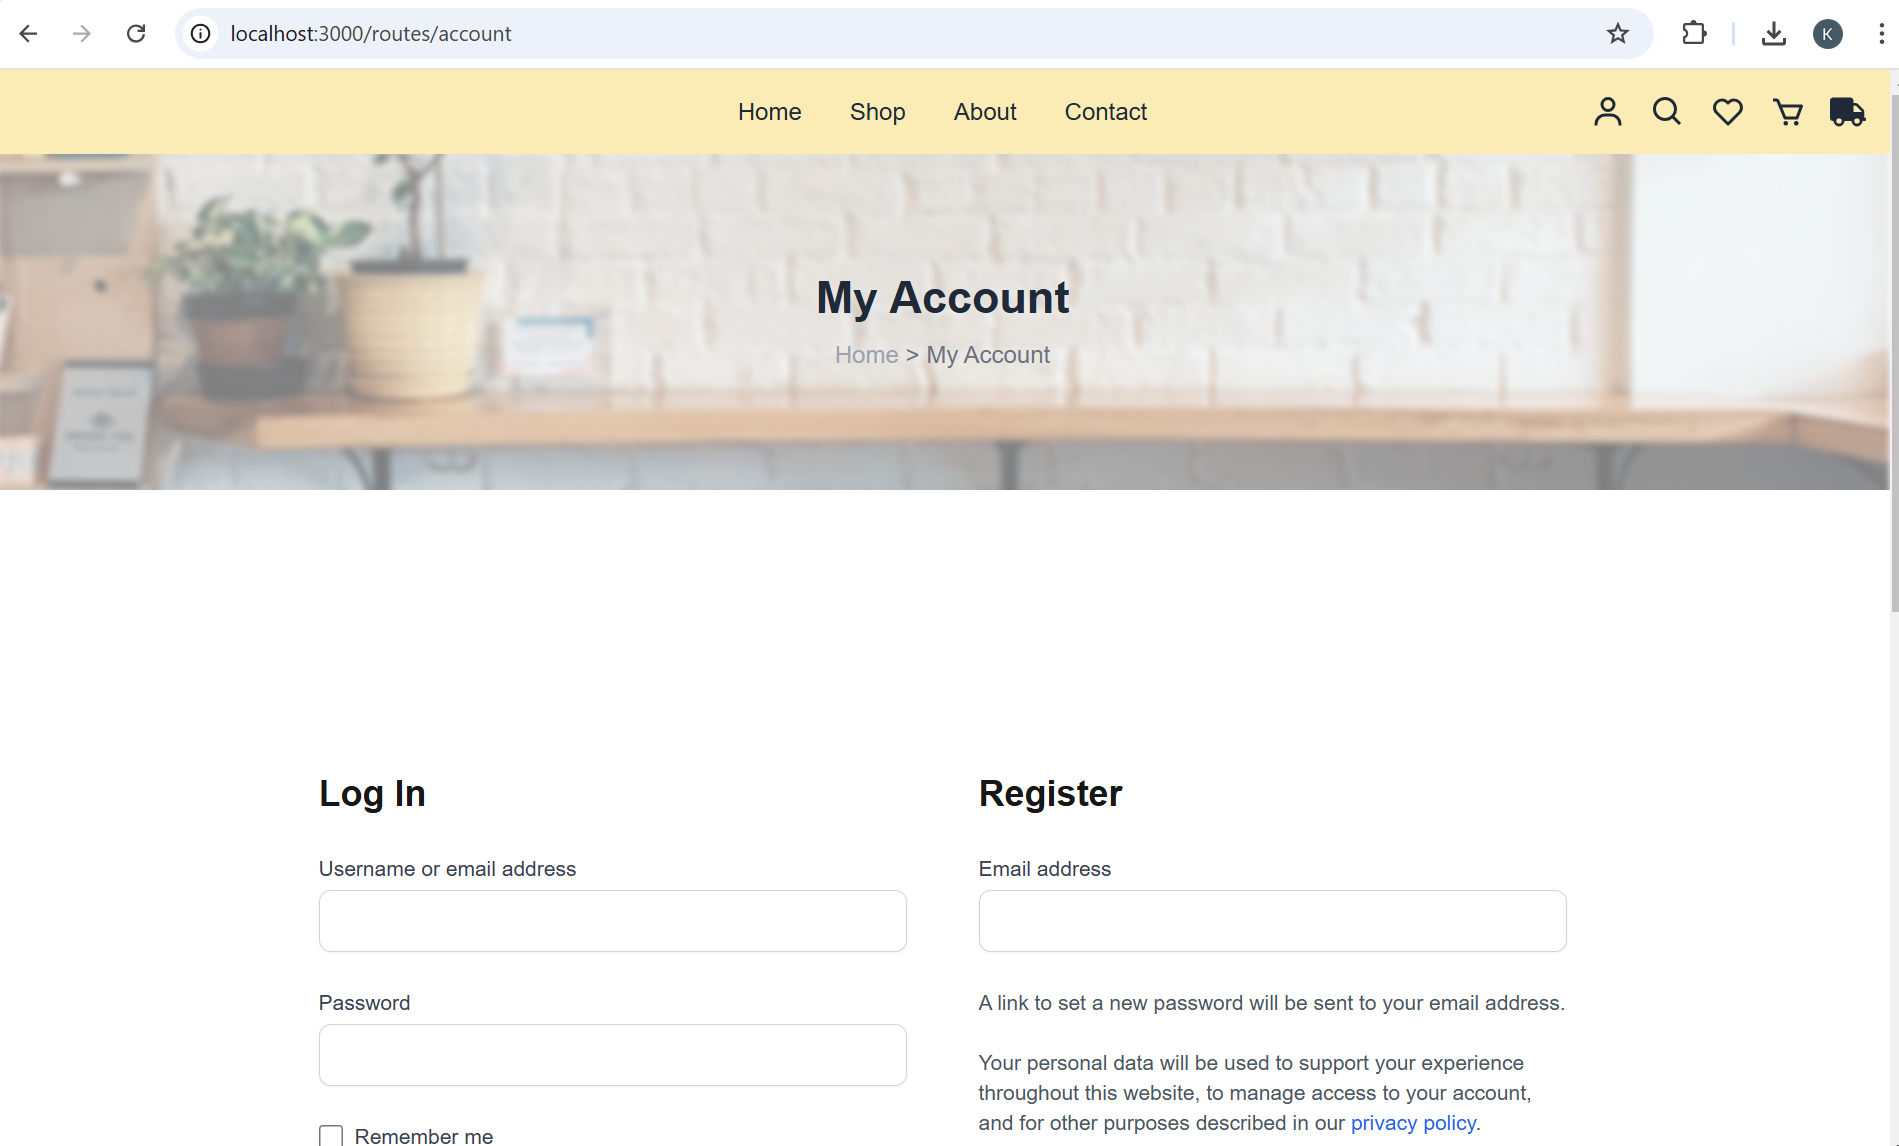 localhost:3000/routes/account
K
Home Shop About Contact
My Account
Home > My Account
Log In
Username or email address
Password
Remember me
Register
Email address
A link to set a new password will be sent to your email address.
Your personal data will be used to support your experience
throughout this website, to manage access to your account,
and for other purposes described in our privacy policy.